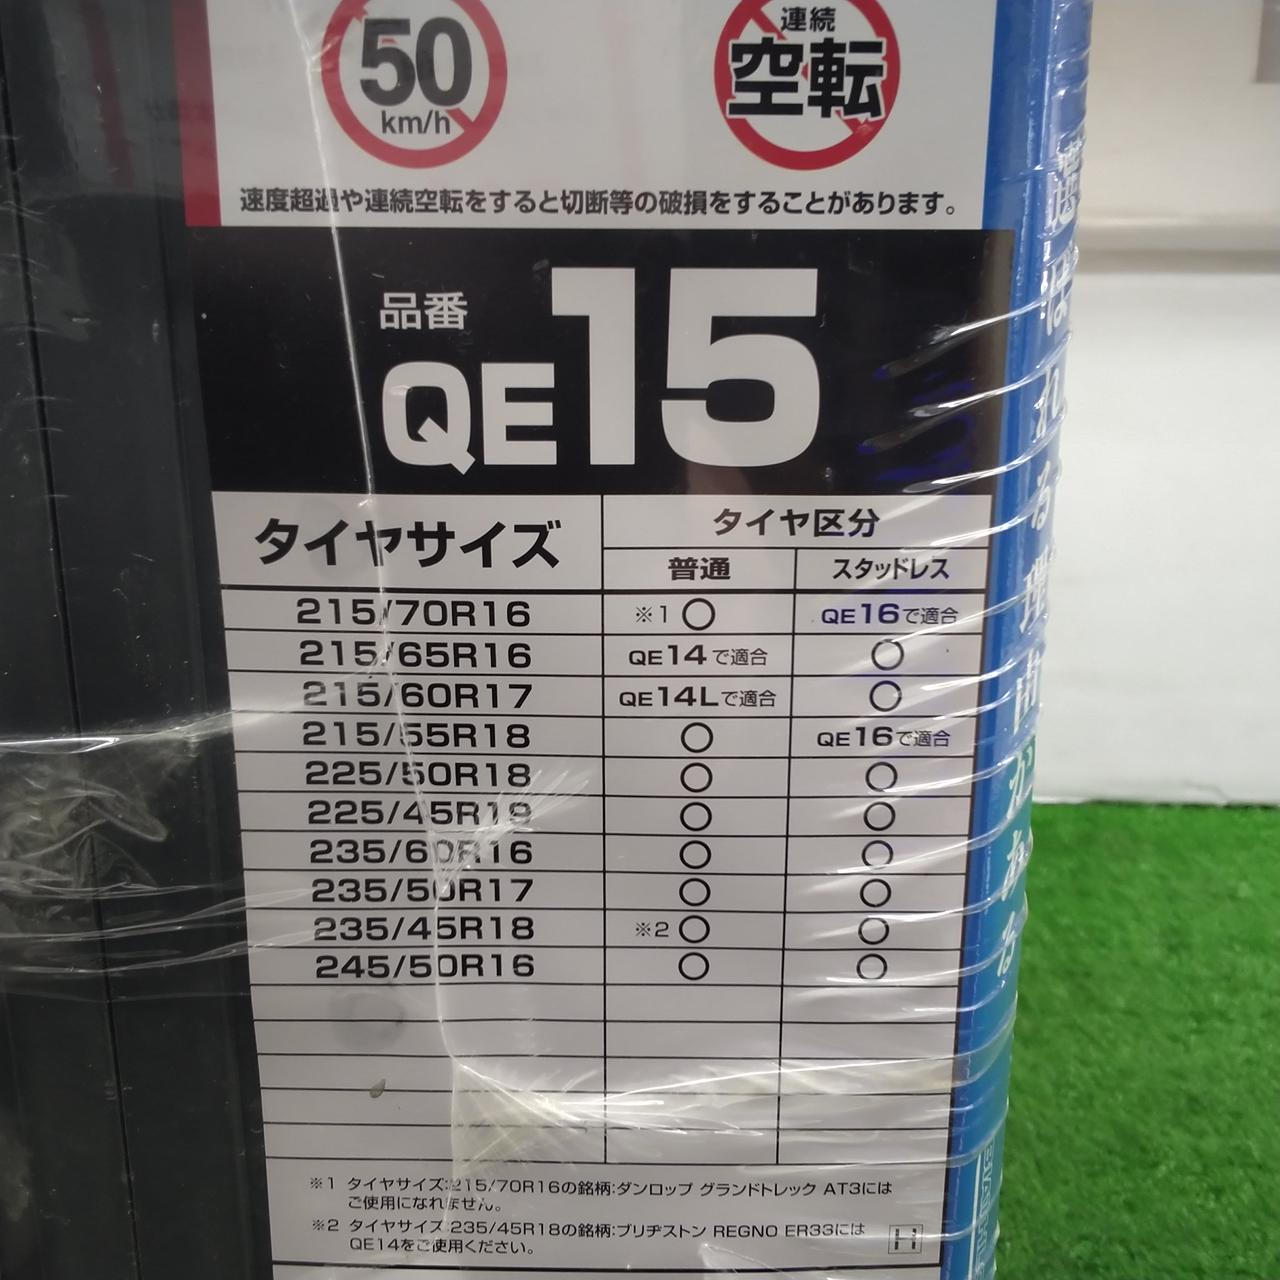 50
km/h
連続
空転
速度超過や連続空転をすると切断等の破損をすることがあります。
品番
QE15
タイヤサイズ
タイヤ区分
普通 スタッドレス
215/70R16 ※1 ○ QE16で適合
215/65R16 QE14で適合 ○
215/60R17 QE14Lで適合 ○
215/55R18 ○ QE16で適合
225/50R18 ○ ○
225/45R19 ○ ○
235/60R16 ○ ○
235/50R17 ○ ○
235/45R18 ※2 ○ ○
245/50R16 ○ ○
※1 タイヤサイズ:215/70R16の銘柄:ダンロップ グランドトレック AT3には
ご使用になれません。
※2 タイヤサイズ:235/45R18の銘柄:ブリヂストン REGNO ER33には
QE14をご使用ください。
H
選ばれる理由がある